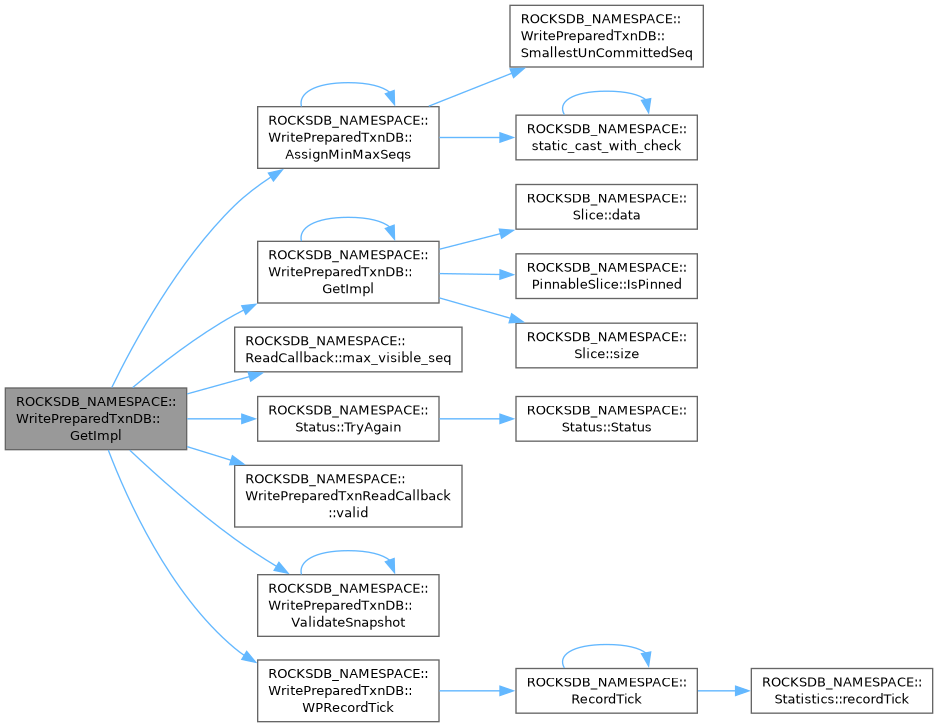 ROCKSDB_NAMESPACE::
WritePreparedTxnDB::
GetImpl
ROCKSDB_NAMESPACE::
WritePreparedTxnDB::
AssignMinMaxSeqs
ROCKSDB_NAMESPACE::
WritePreparedTxnDB::
SmallestUnCommittedSeq
ROCKSDB_NAMESPACE::
static_cast_with_check
ROCKSDB_NAMESPACE::
WritePreparedTxnDB::
GetImpl
ROCKSDB_NAMESPACE::
Slice::data
ROCKSDB_NAMESPACE::
PinnableSlice::IsPinned
ROCKSDB_NAMESPACE::
Slice::size
ROCKSDB_NAMESPACE::
ReadCallback::max_visible_seq
ROCKSDB_NAMESPACE::
Status::TryAgain
ROCKSDB_NAMESPACE::
Status::Status
ROCKSDB_NAMESPACE::
WritePreparedTxnReadCallback
::valid
ROCKSDB_NAMESPACE::
WritePreparedTxnDB::
ValidateSnapshot
ROCKSDB_NAMESPACE::
WritePreparedTxnDB::
WPRecordTick
ROCKSDB_NAMESPACE::
RecordTick
ROCKSDB_NAMESPACE::
Statistics::recordTick